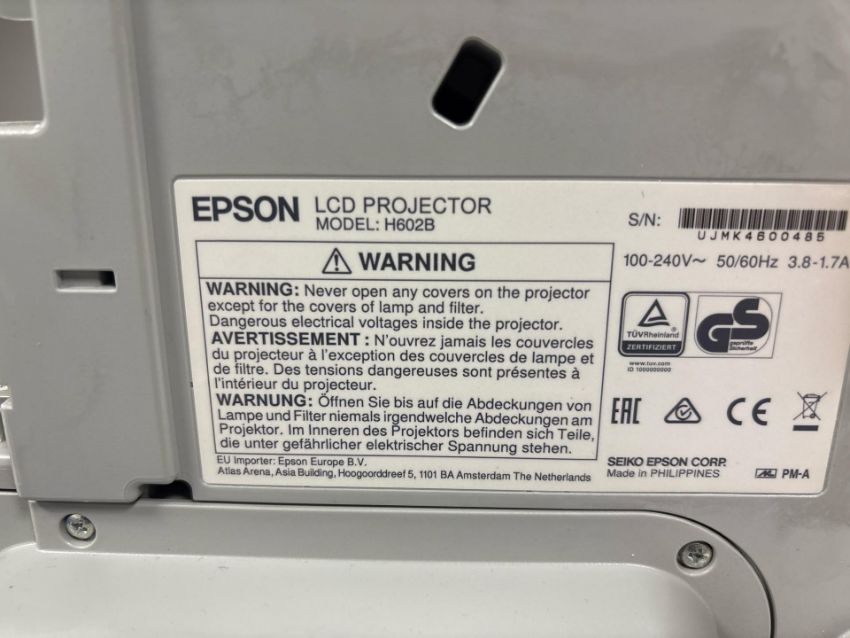 EPSON LCD PROJECTOR
MODEL: H602B
S/N:
UJMK4600485
100-240V~ 50/60Hz 3.8-1.7A
WARNING
WARNING: Never open any covers on the projector
except for the covers of lamp and filter.
Dangerous electrical voltages inside the projector.
AVERTISSEMENT : N'ouvrez jamais les couvercles
du projecteur à l'exception des couvercles de lampe et
de filtre. Des tensions dangereuses sont présentes à
l'intérieur du projecteur.
WARNUNG: Öffnen Sie bis auf die Abdeckungen von
Lampe und Filter niemals irgendwelche Abdeckungen am
Projektor. Im Inneren des Projektors befinden sich Teile,
die unter gefährlicher elektrischer Spannung stehen.
EU Importer: Epson Europe B.V.
Atlas Arena, Asia Building, Hoogoorddreef 5, 1101 BA Amsterdam The Netherlands
TÜVRheinland
ZERTIFIZIERT
www.tuv.com
ID 1000000000
GS
geprüfte
Sicherheit
EAC
CE
SEIKO EPSON CORP.
Made in PHILIPPINES
PM-A